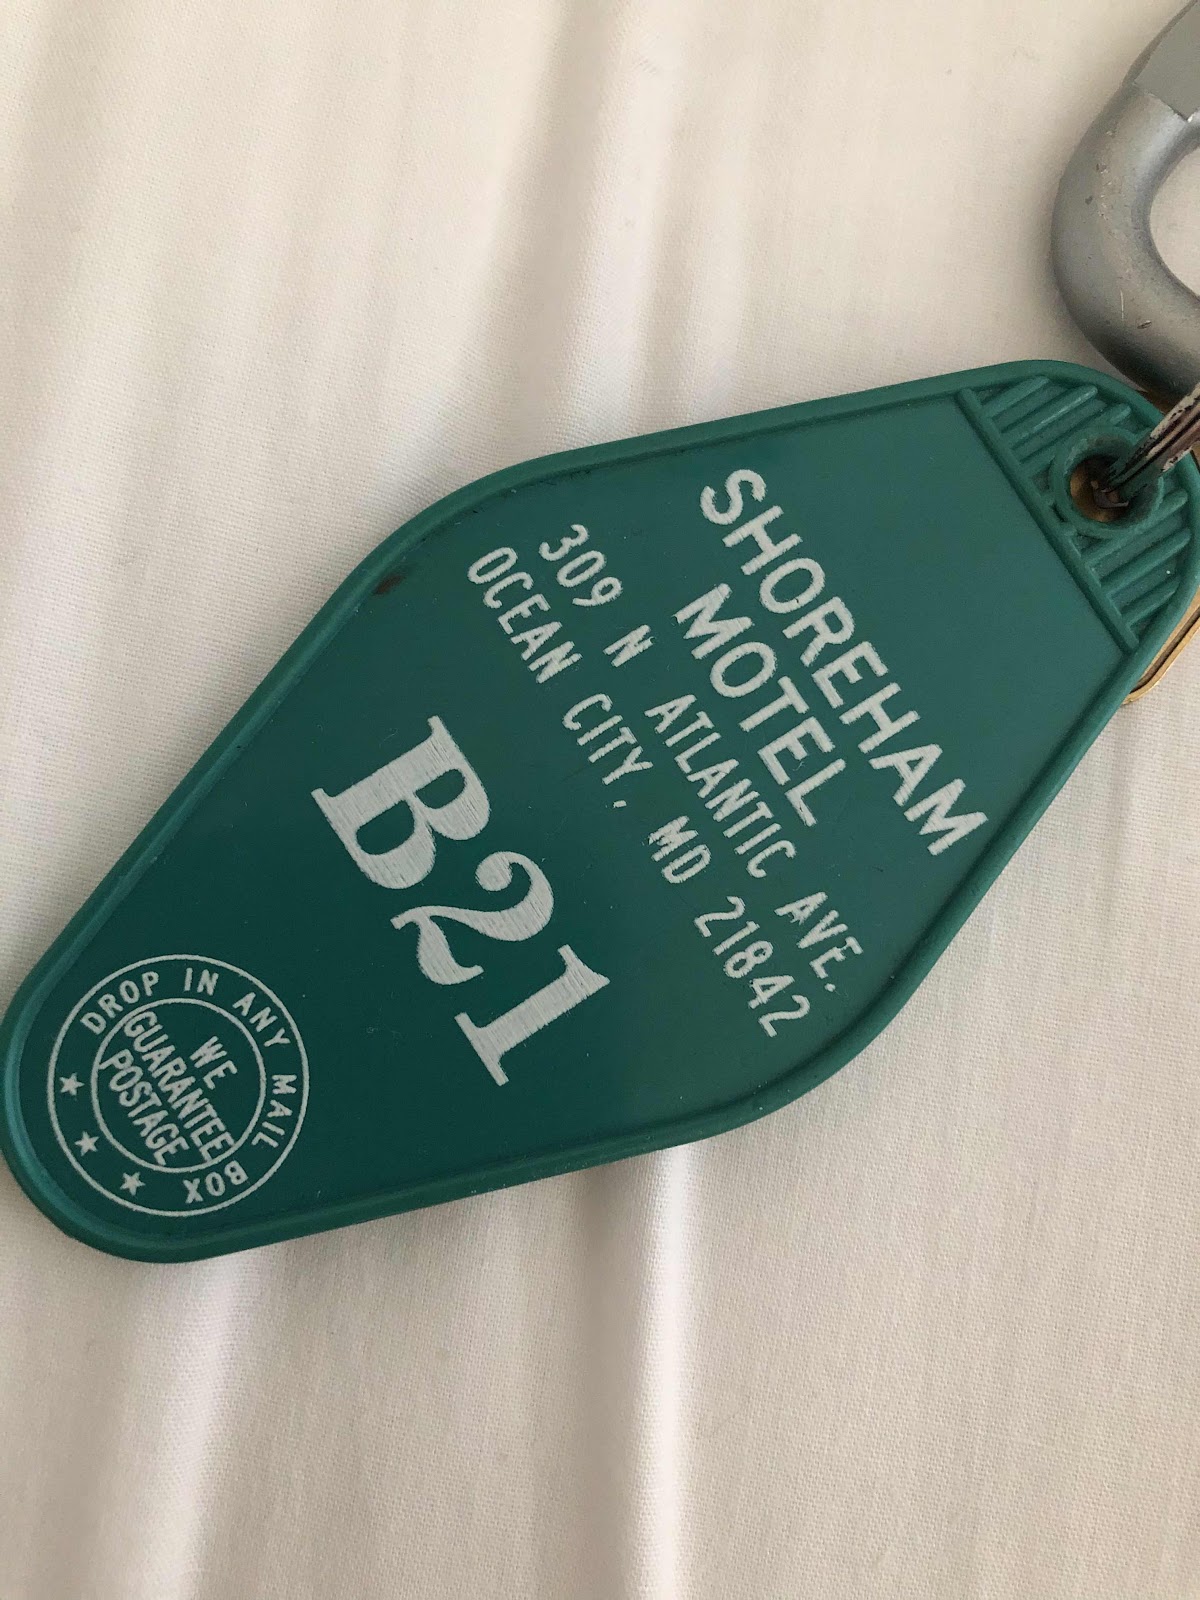 SHOREHAM
MOTEL
309 N ATLANTIC AVE.
OCEAN CITY, MD 21842
B21
DROP IN ANY MAIL BOX
WE
GUARANTEE
POSTAGE